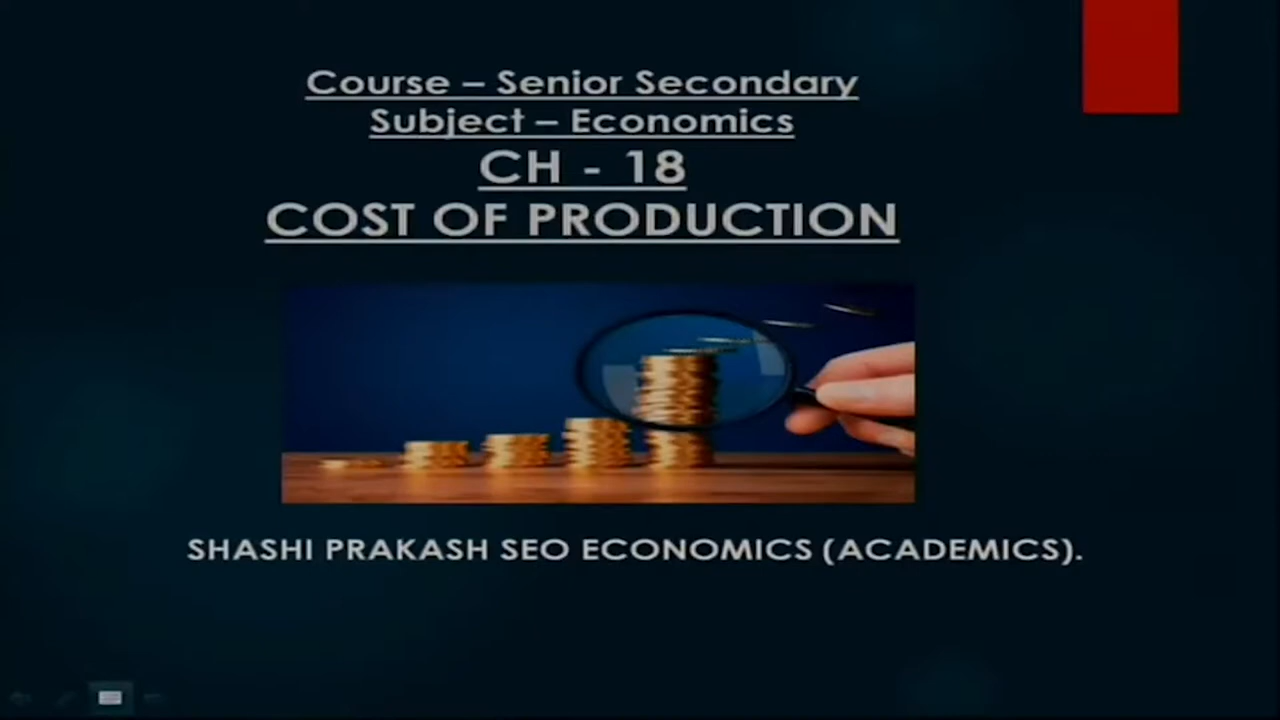 Course – Senior Secondary
Subject – Economics
CH - 18
COST OF PRODUCTION
SHASHI PRAKASH SEO ECONOMICS (ACADEMICS).